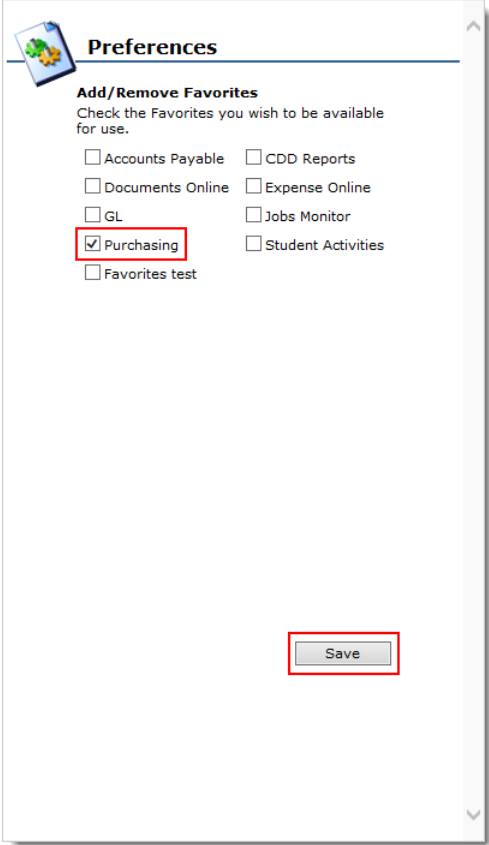 Preferences
Add/Remove Favorites
Check the Favorites you wish to be available
for use.
Accounts Payable CDD Reports
Documents Online Expense Online
GL Jobs Monitor
Purchasing Student Activities
Favorites test
Save